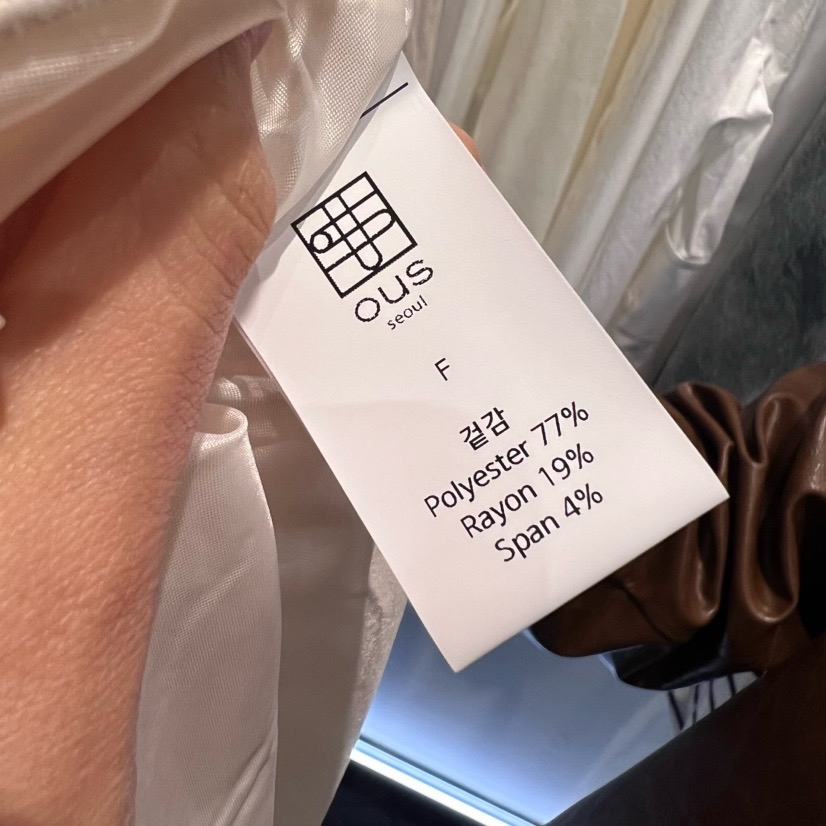 ous
seoul
F
겉감
Polyester 77%
Rayon 19%
Span 4%